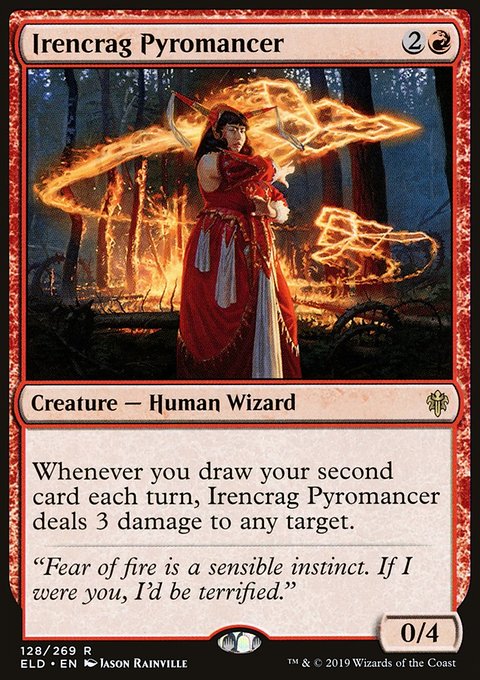 Irencrag Pyromancer
2
Creature — Human Wizard
Whenever you draw your second
card each turn, Irencrag Pyromancer
deals 3 damage to any target.
“Fear of fire is a sensible instinct. If I
were you, I’d be terrified.”
0/4
128/269 R
ELD • EN Jason Rainville
™ & © 2019 Wizards of the Coast